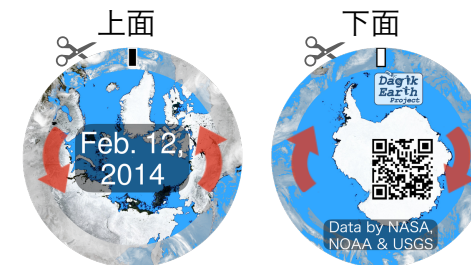 上面
下面
Feb. 12,
2014
Dagik
Earth
Project
Data by NASA,
NOAA & USGS